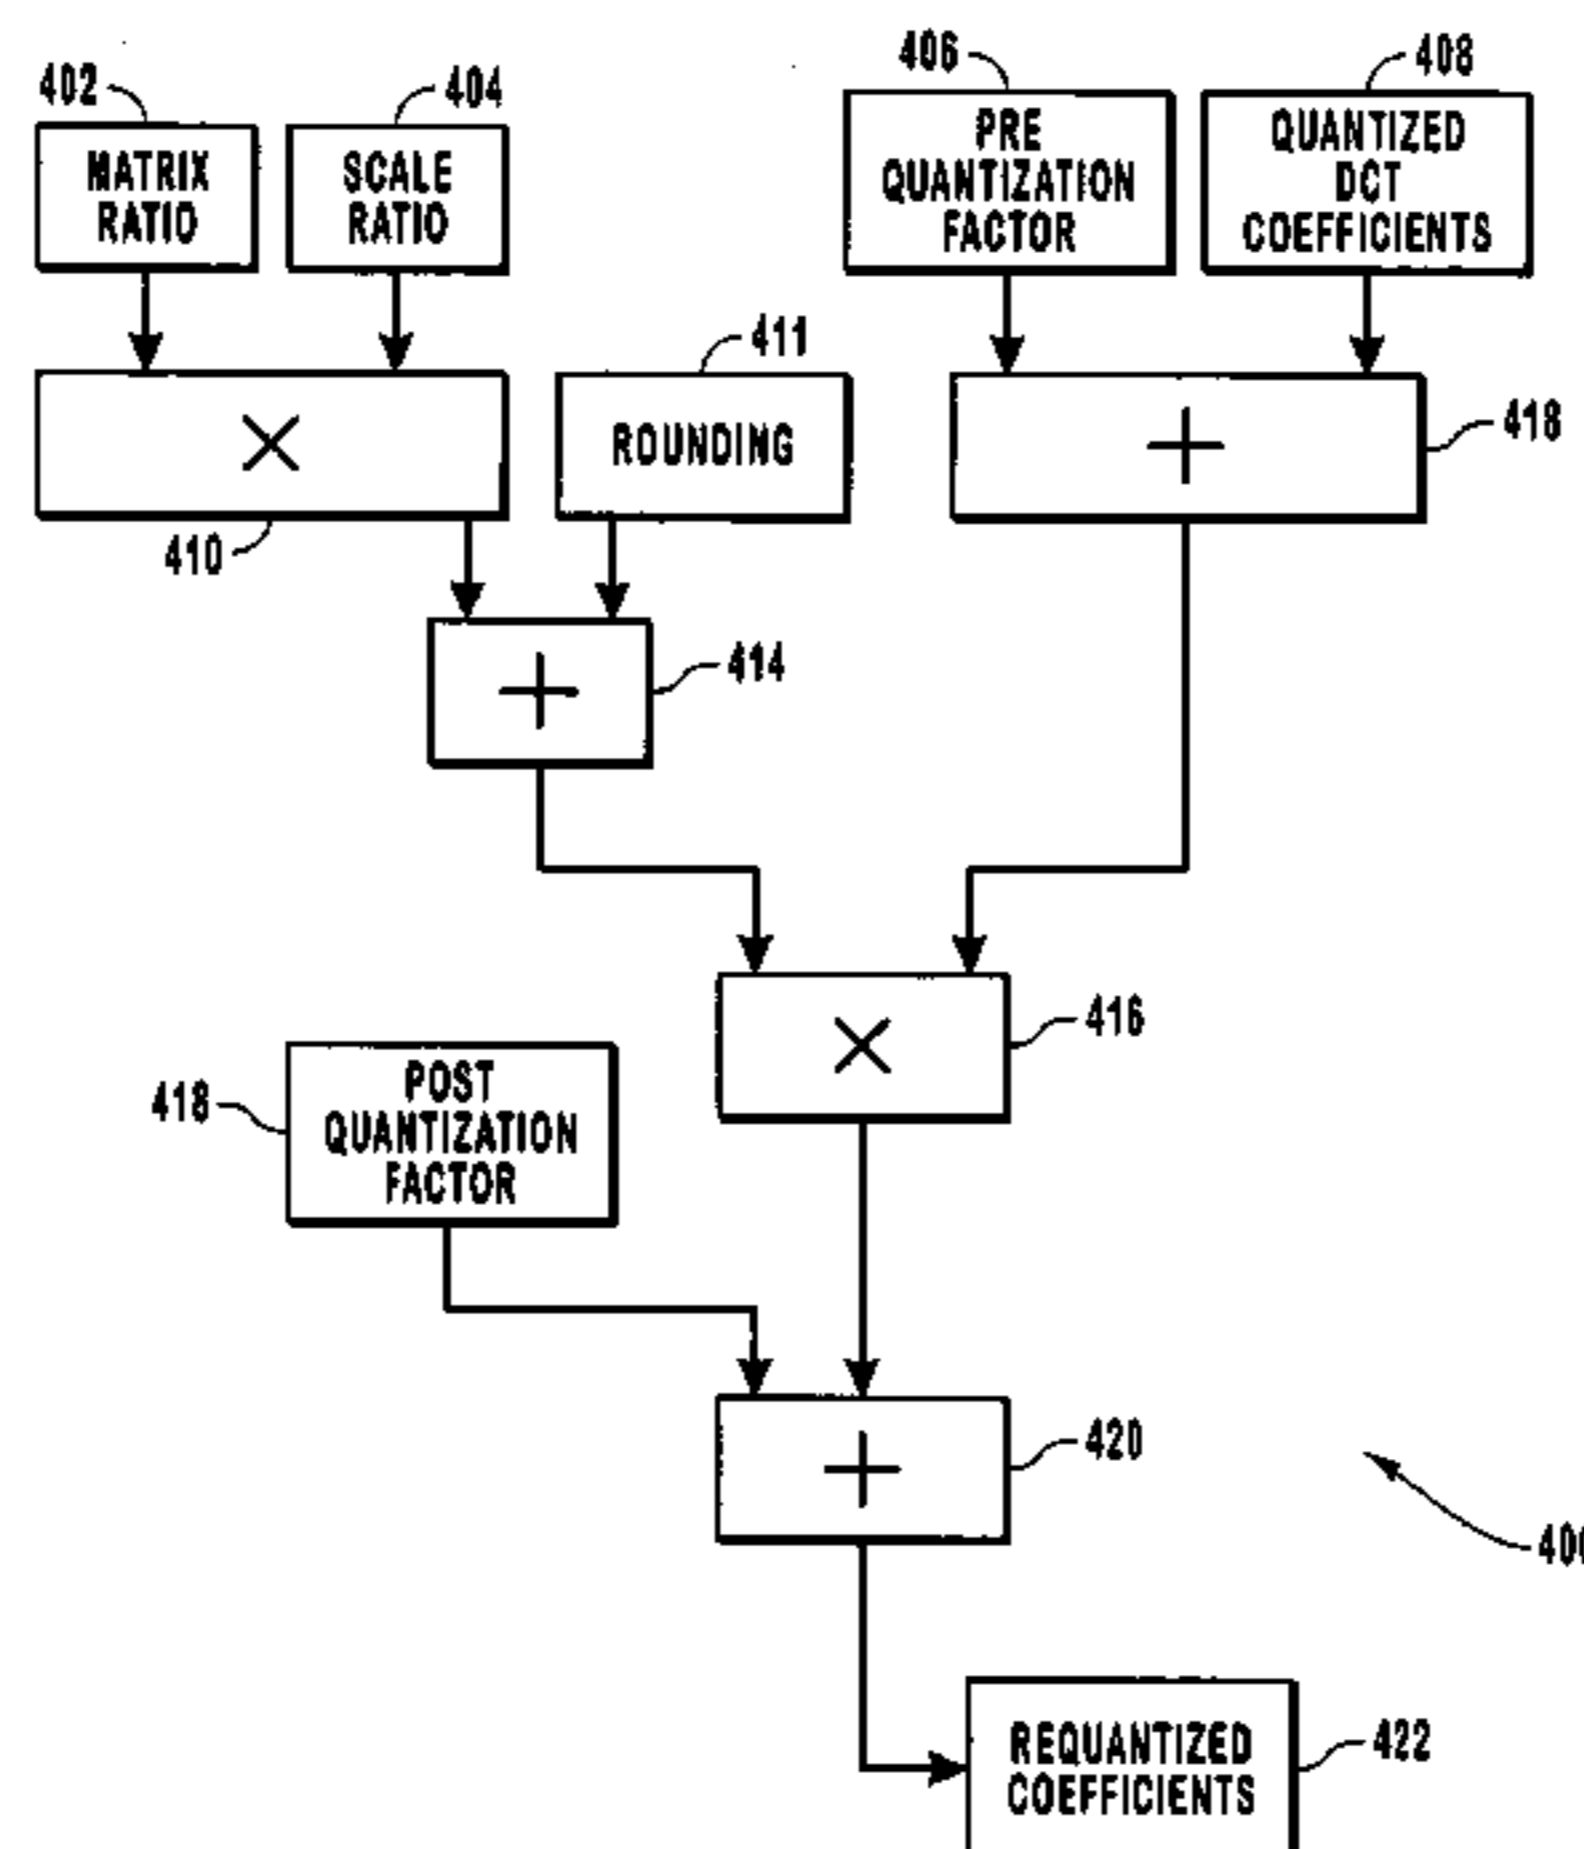 402
404
406
408
MATRIX
RATIO
SCALE
RATIO
PRE
QUANTIZATION
FACTOR
QUANTIZED
DCT
COEFFICIENTS
×
410
ROUNDING
411
+
418
+
414
×
416
POST
QUANTIZATION
FACTOR
418
+
420
400
REQUANTIZED
COEFFICIENTS
422